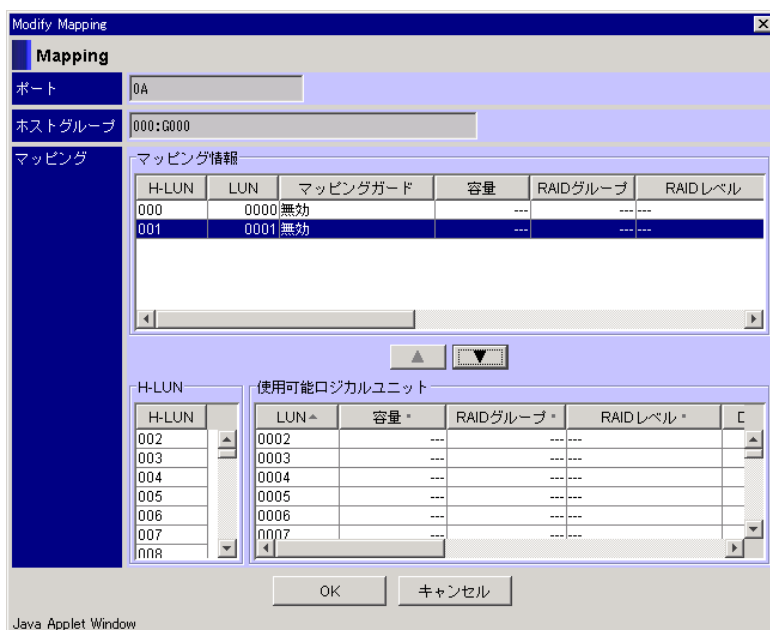 Modify Mapping
Mapping
ポート 0A
ホストグループ 000:G000
マッピング マッピング情報
H-LUN LUN マッピングガード 容量 RAIDグループ RAIDレベル
000 0000 無効 --- --- ---
001 0001 無効 --- --- ---
H-LUN 使用可能ロジカルユニット
H-LUN LUN 容量 RAIDグループ RAIDレベル
002 0002 --- --- ---
003 0003 --- --- ---
004 0004 --- --- ---
005 0005 --- --- ---
006 0006 --- --- ---
007 0007 --- --- ---
008
OK キャンセル
Java Applet Window